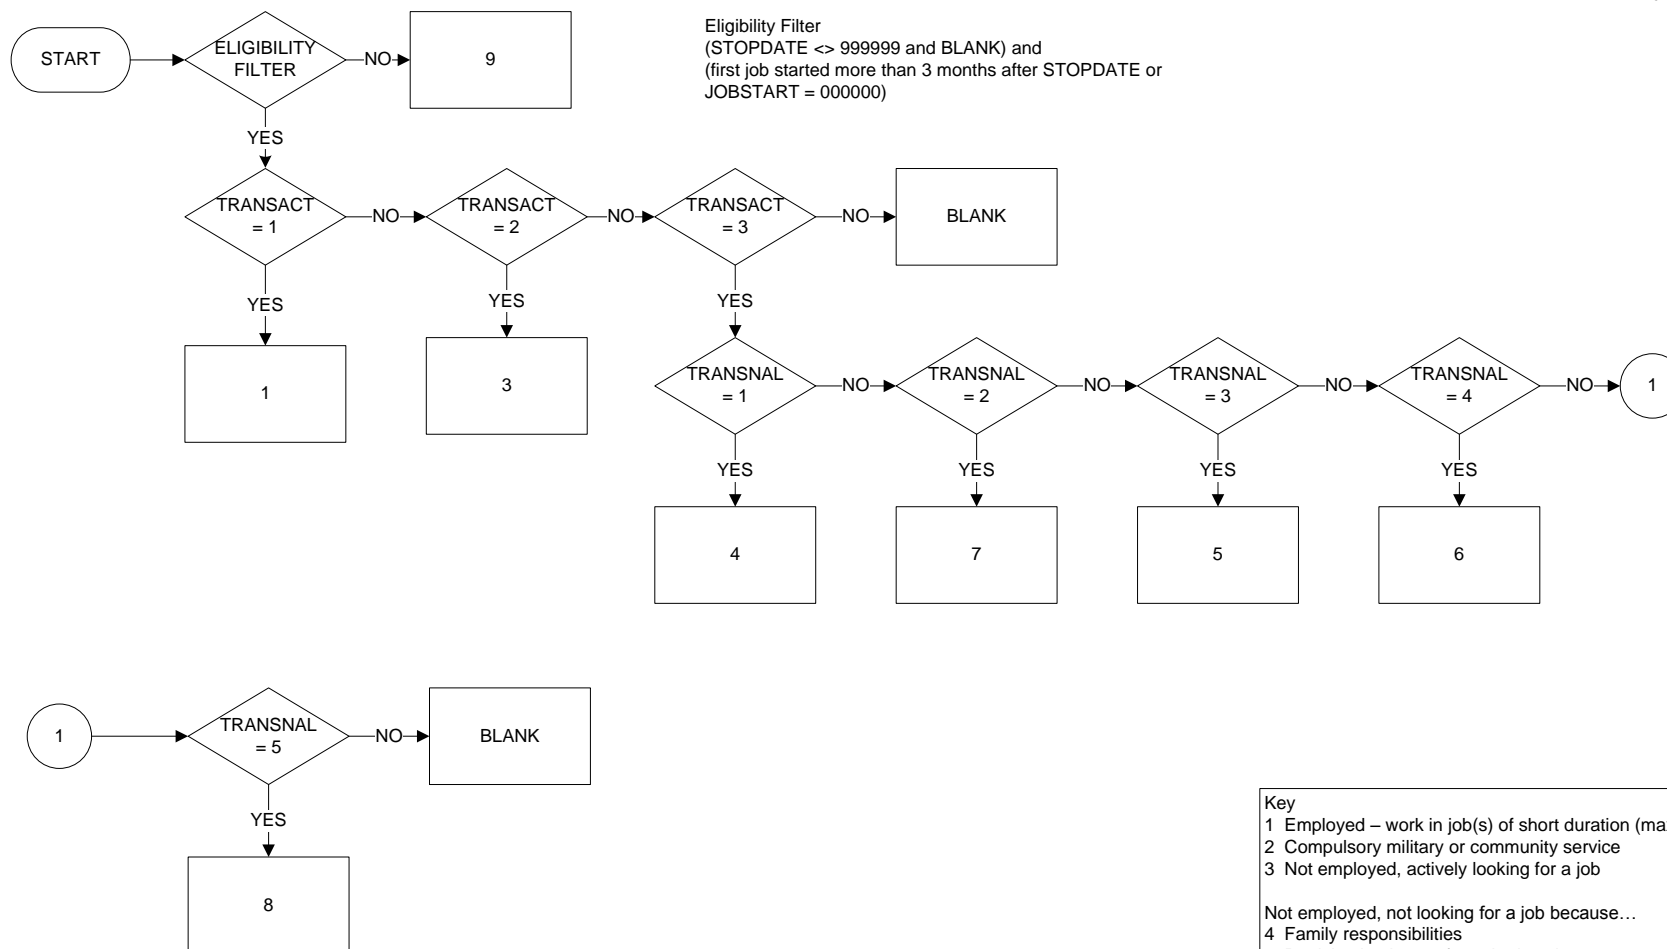 START
ELIGIBILITY
FILTER
NO
9
Eligibility Filter
(STOPDATE <> 999999 and BLANK) and
(first job started more than 3 months after STOPDATE or
JOBSTART = 000000)
YES
TRANSACT
= 1
NO
TRANSACT
= 2
NO
TRANSACT
= 3
NO
BLANK
YES
YES
YES
1
3
TRANSNAL
= 1
NO
TRANSNAL
= 2
NO
TRANSNAL
= 3
NO
TRANSNAL
= 4
NO
1
YES
YES
YES
YES
4
7
5
6
1
TRANSNAL
= 5
NO
BLANK
YES
8
Key
1 Employed – work in job(s) of short duration (ma
2 Compulsory military or community service
3 Not employed, actively looking for a job
Not employed, not looking for a job because…
4 Family responsibilities